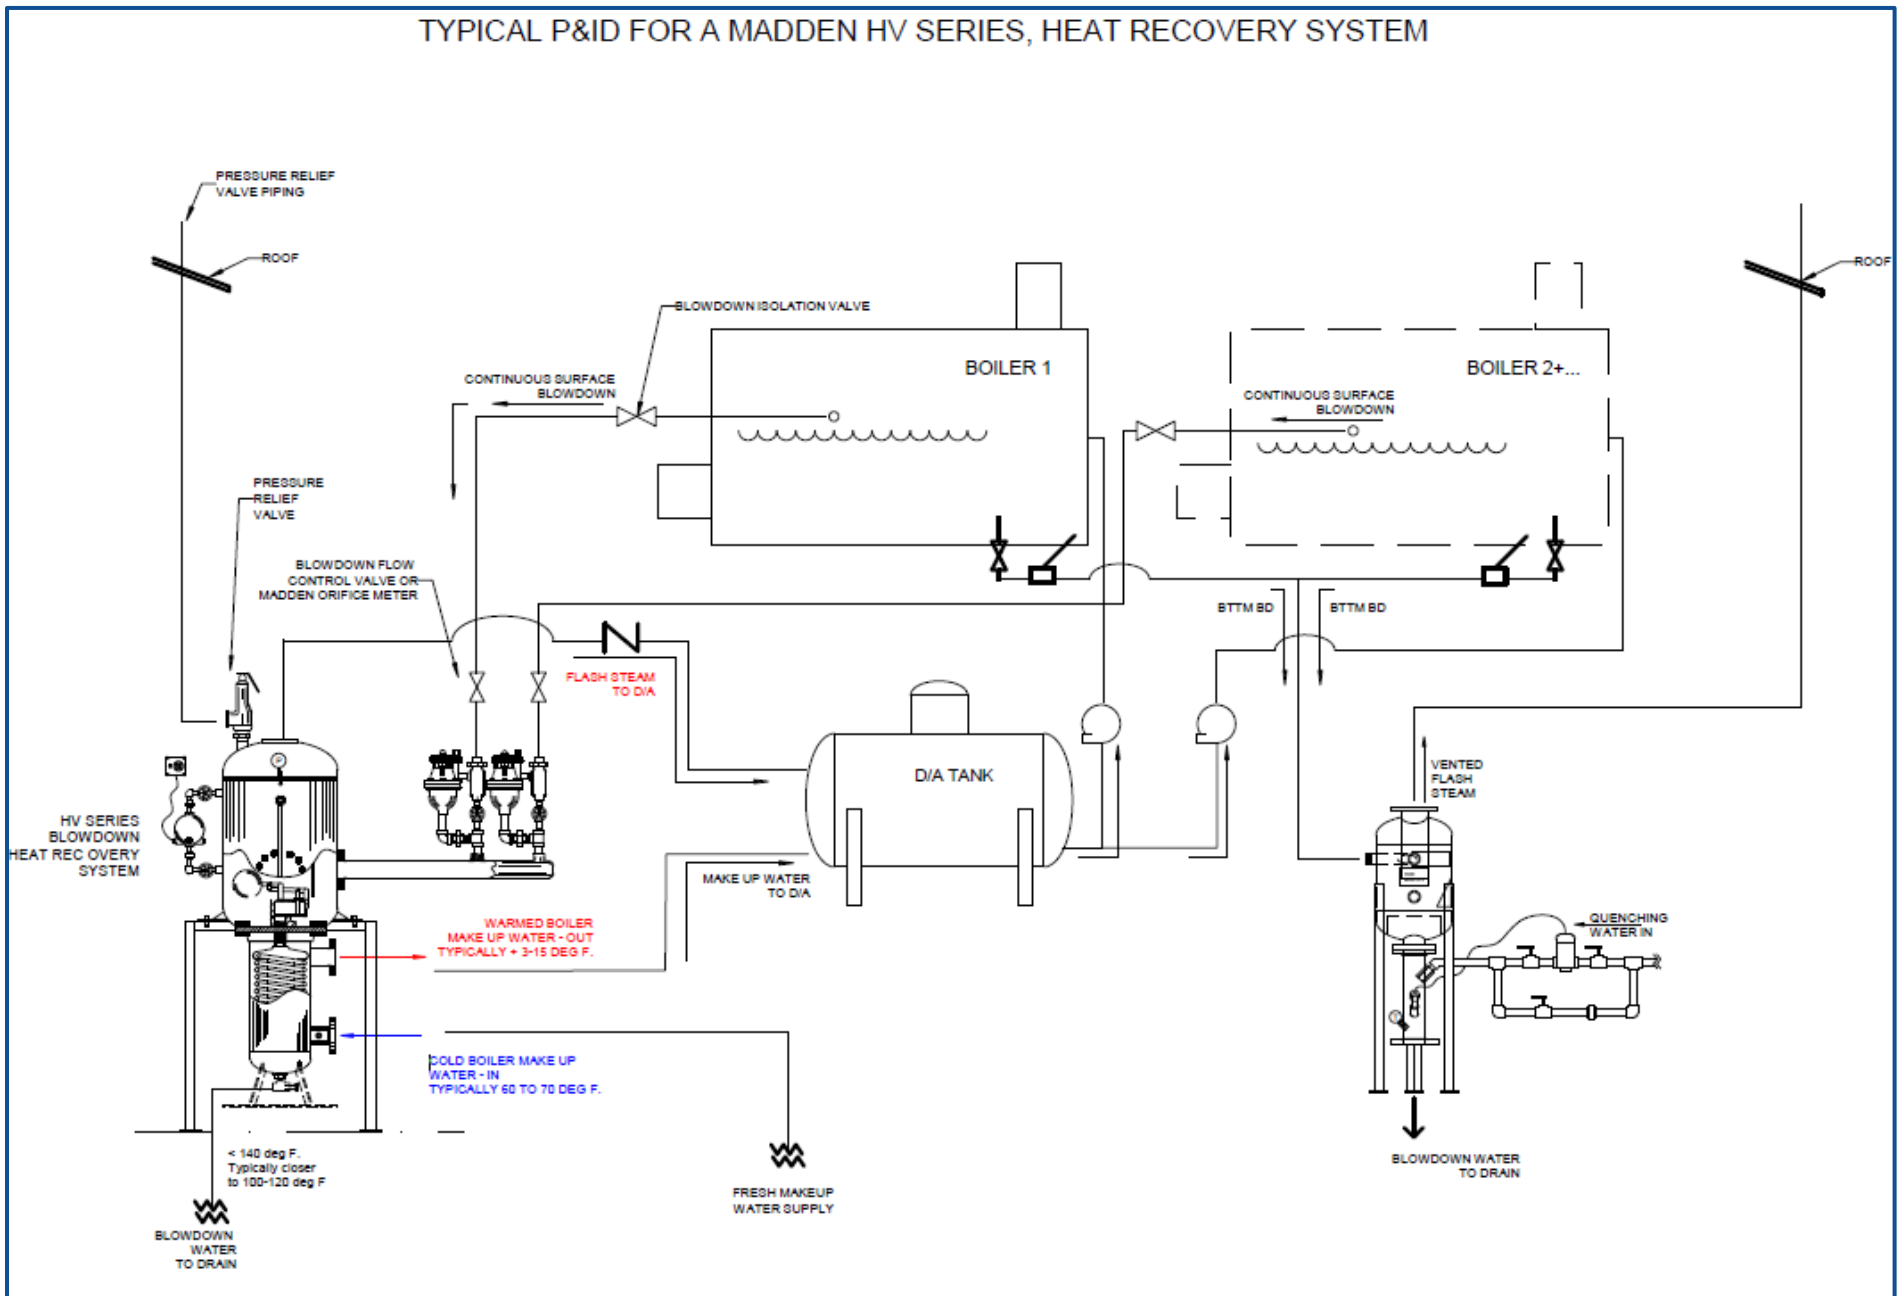 TYPICAL P&ID FOR A MADDEN HV SERIES, HEAT RECOVERY SYSTEM
PRESSURE RELIEF
VALVE PIPING
ROOF
ROOF
BLOWDOWN ISOLATION VALVE
BOILER 1
BOILER 2+...
CONTINUOUS SURFACE
BLOWDOWN
CONTINUOUS SURFACE
BLOWDOWN
PRESSURE
RELIEF
VALVE
BLOWDOWN FLOW
CONTROL VALVE OR
MADDEN ORIFICE METER
BTTM BD
BTTM BD
FLASH STEAM
TO D/A
D/A TANK
VENTED
FLASH
STEAM
HV SERIES
BLOWDOWN
HEAT REC OVERY
SYSTEM
MAKE UP WATER
TO D/A
WARMED BOILER
MAKE UP WATER - OUT
TYPICALLY + 3-15 DEG F.
QUENCHING
WATER IN
COLD BOILER MAKE UP
WATER - IN
TYPICALLY 60 TO 70 DEG F.
< 140 deg F.
Typically closer
to 100-120 deg F
BLOWDOWN WATER
TO DRAIN
FRESH MAKEUP
WATER SUPPLY
BLOWDOWN
WATER
TO DRAIN